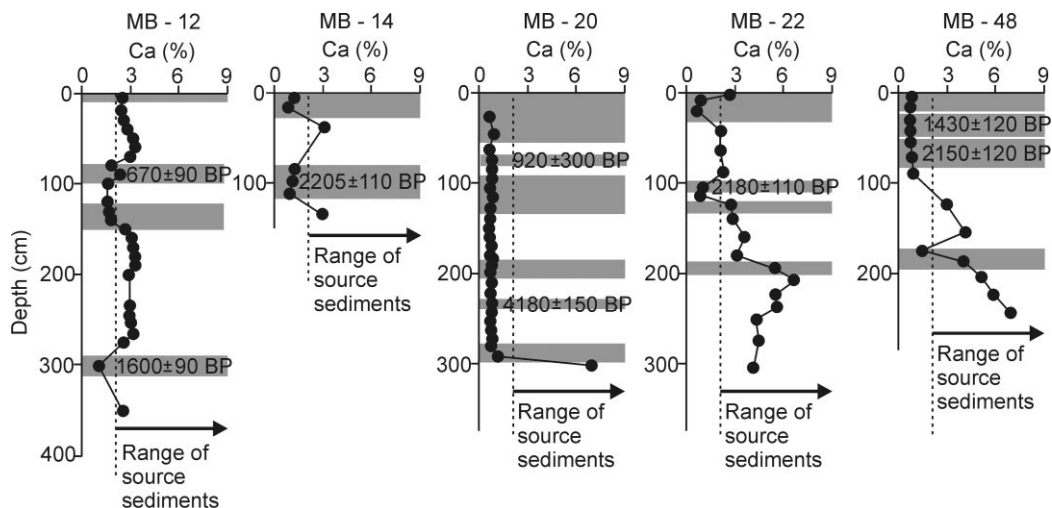 MB - 12
Ca (%)
0 3 6 9
MB - 14
Ca (%)
0 3 6 9
MB - 20
Ca (%)
0 3 6 9
MB - 22
Ca (%)
0 3 6 9
MB - 48
Ca (%)
0 3 6 9
Depth (cm)
0
100
200
300
400
670±90 BP
1600±90 BP
Range of
source
sediments
0
100
2205±110 BP
Range of
source
sediments
0
100
200
300
920±300 BP
4180±150 BP
Range of
source
sediments
0
100
200
300
2180±110 BP
Range of
source
sediments
0
100
200
1430±120 BP
2150±120 BP
Range of
source
sediments